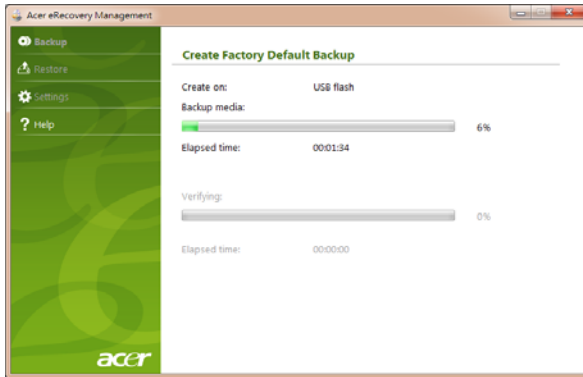 Acer eRecovery Management
Backup
Restore
Settings
? Help
Create Factory Default Backup
Create on: USB flash
Backup media:
6%
Elapsed time: 00:01:34
Verifying:
0%
Elapsed time: 00:00:00
acer